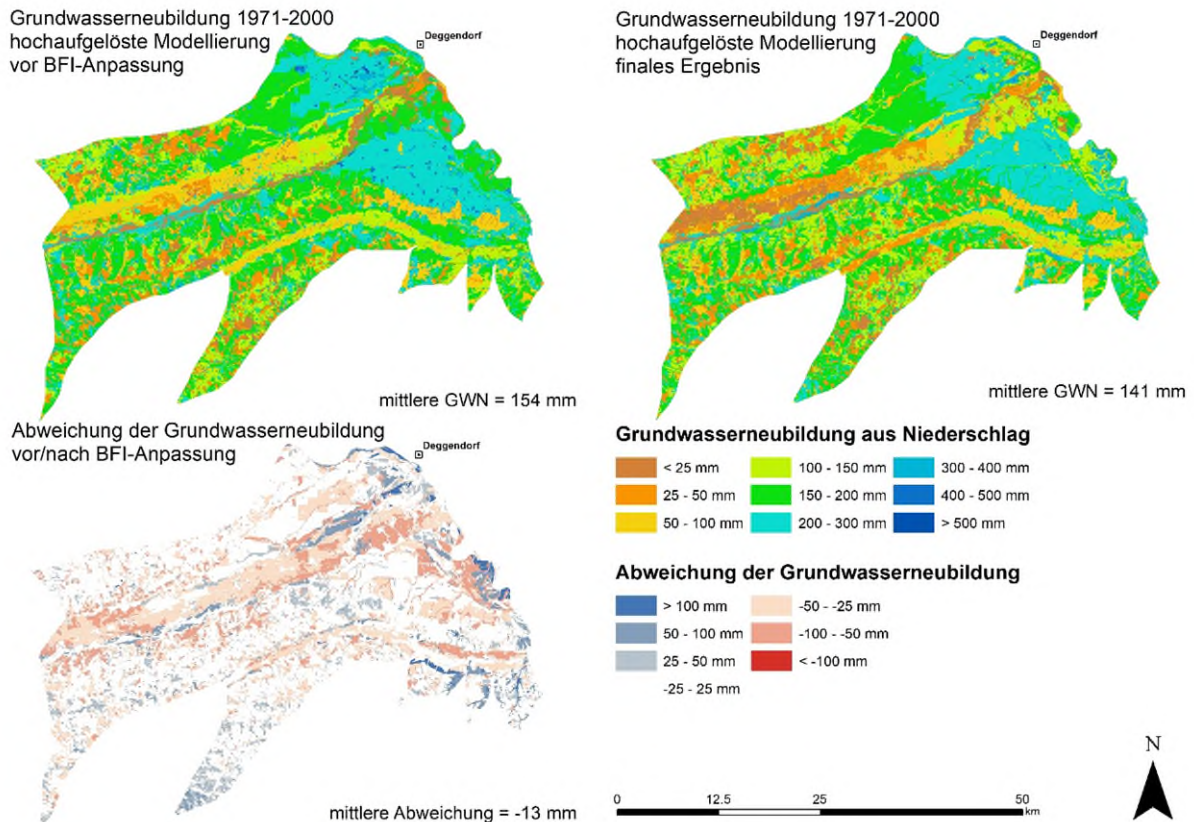 Grundwasserneubildung 1971-2000
hochaufgelöste Modellierung
vor BFI-Anpassung
Deggendorf
mittlere GWN = 154 mm
Grundwasserneubildung 1971-2000
hochaufgelöste Modellierung
finales Ergebnis
Deggendorf
mittlere GWN = 141 mm
Abweichung der Grundwasserneubildung
vor/nach BFI-Anpassung
Deggendorf
mittlere Abweichung = -13 mm
Grundwasserneubildung aus Niederschlag
< 25 mm
25 - 50 mm
50 - 100 mm
100 - 150 mm
150 - 200 mm
200 - 300 mm
300 - 400 mm
400 - 500 mm
> 500 mm
Abweichung der Grundwasserneubildung
> 100 mm
50 - 100 mm
25 - 50 mm
-25 - 25 mm
-50 - -25 mm
-100 - -50 mm
< -100 mm
0 12.5 25 50
km
N